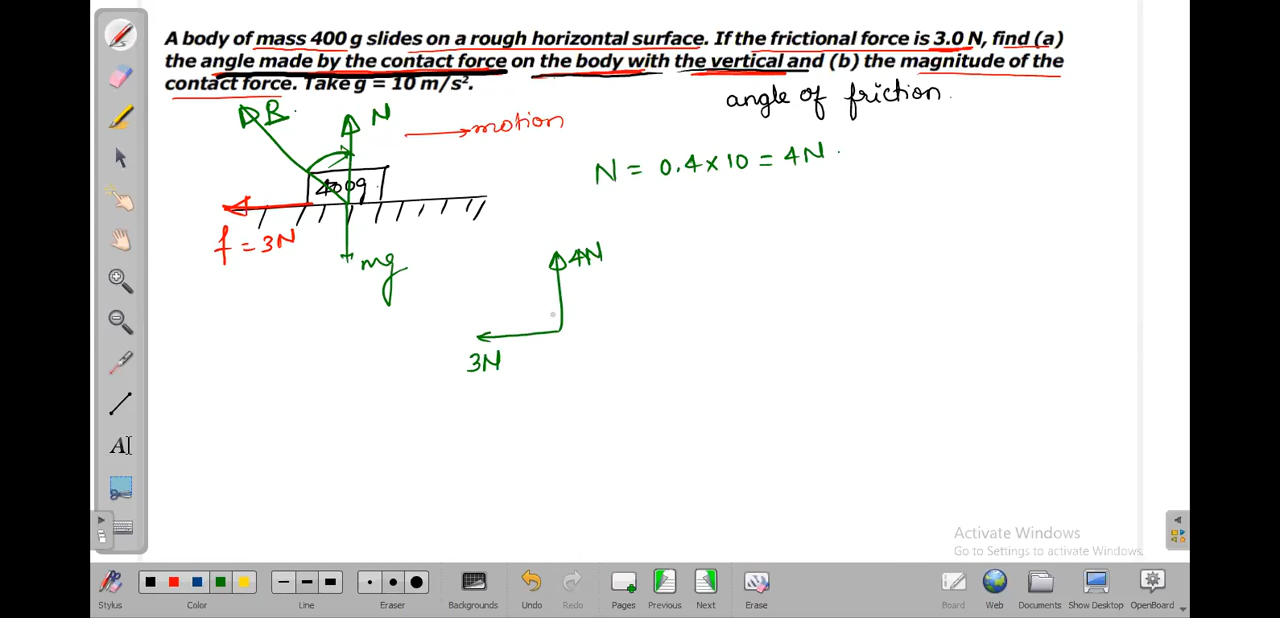 A body of mass 400 g slides on a rough horizontal surface. If the frictional force is 3.0 N, find (a)
the angle made by the contact force on the body with the vertical and (b) the magnitude of the
contact force. Take g = 10 m/s².
angle of friction.
R
N
motion
N = 0.4 x 10 = 4N.
400g
f = 3N
mg
4N
3N
A
Activate Windows
Go to Settings to activate Windows.
Stylus
Color
Line
Eraser
Backgrounds
Undo
Redo
Pages
Previous
Next
Erase
Board
Web
Documents
Show Desktop
OpenBoard